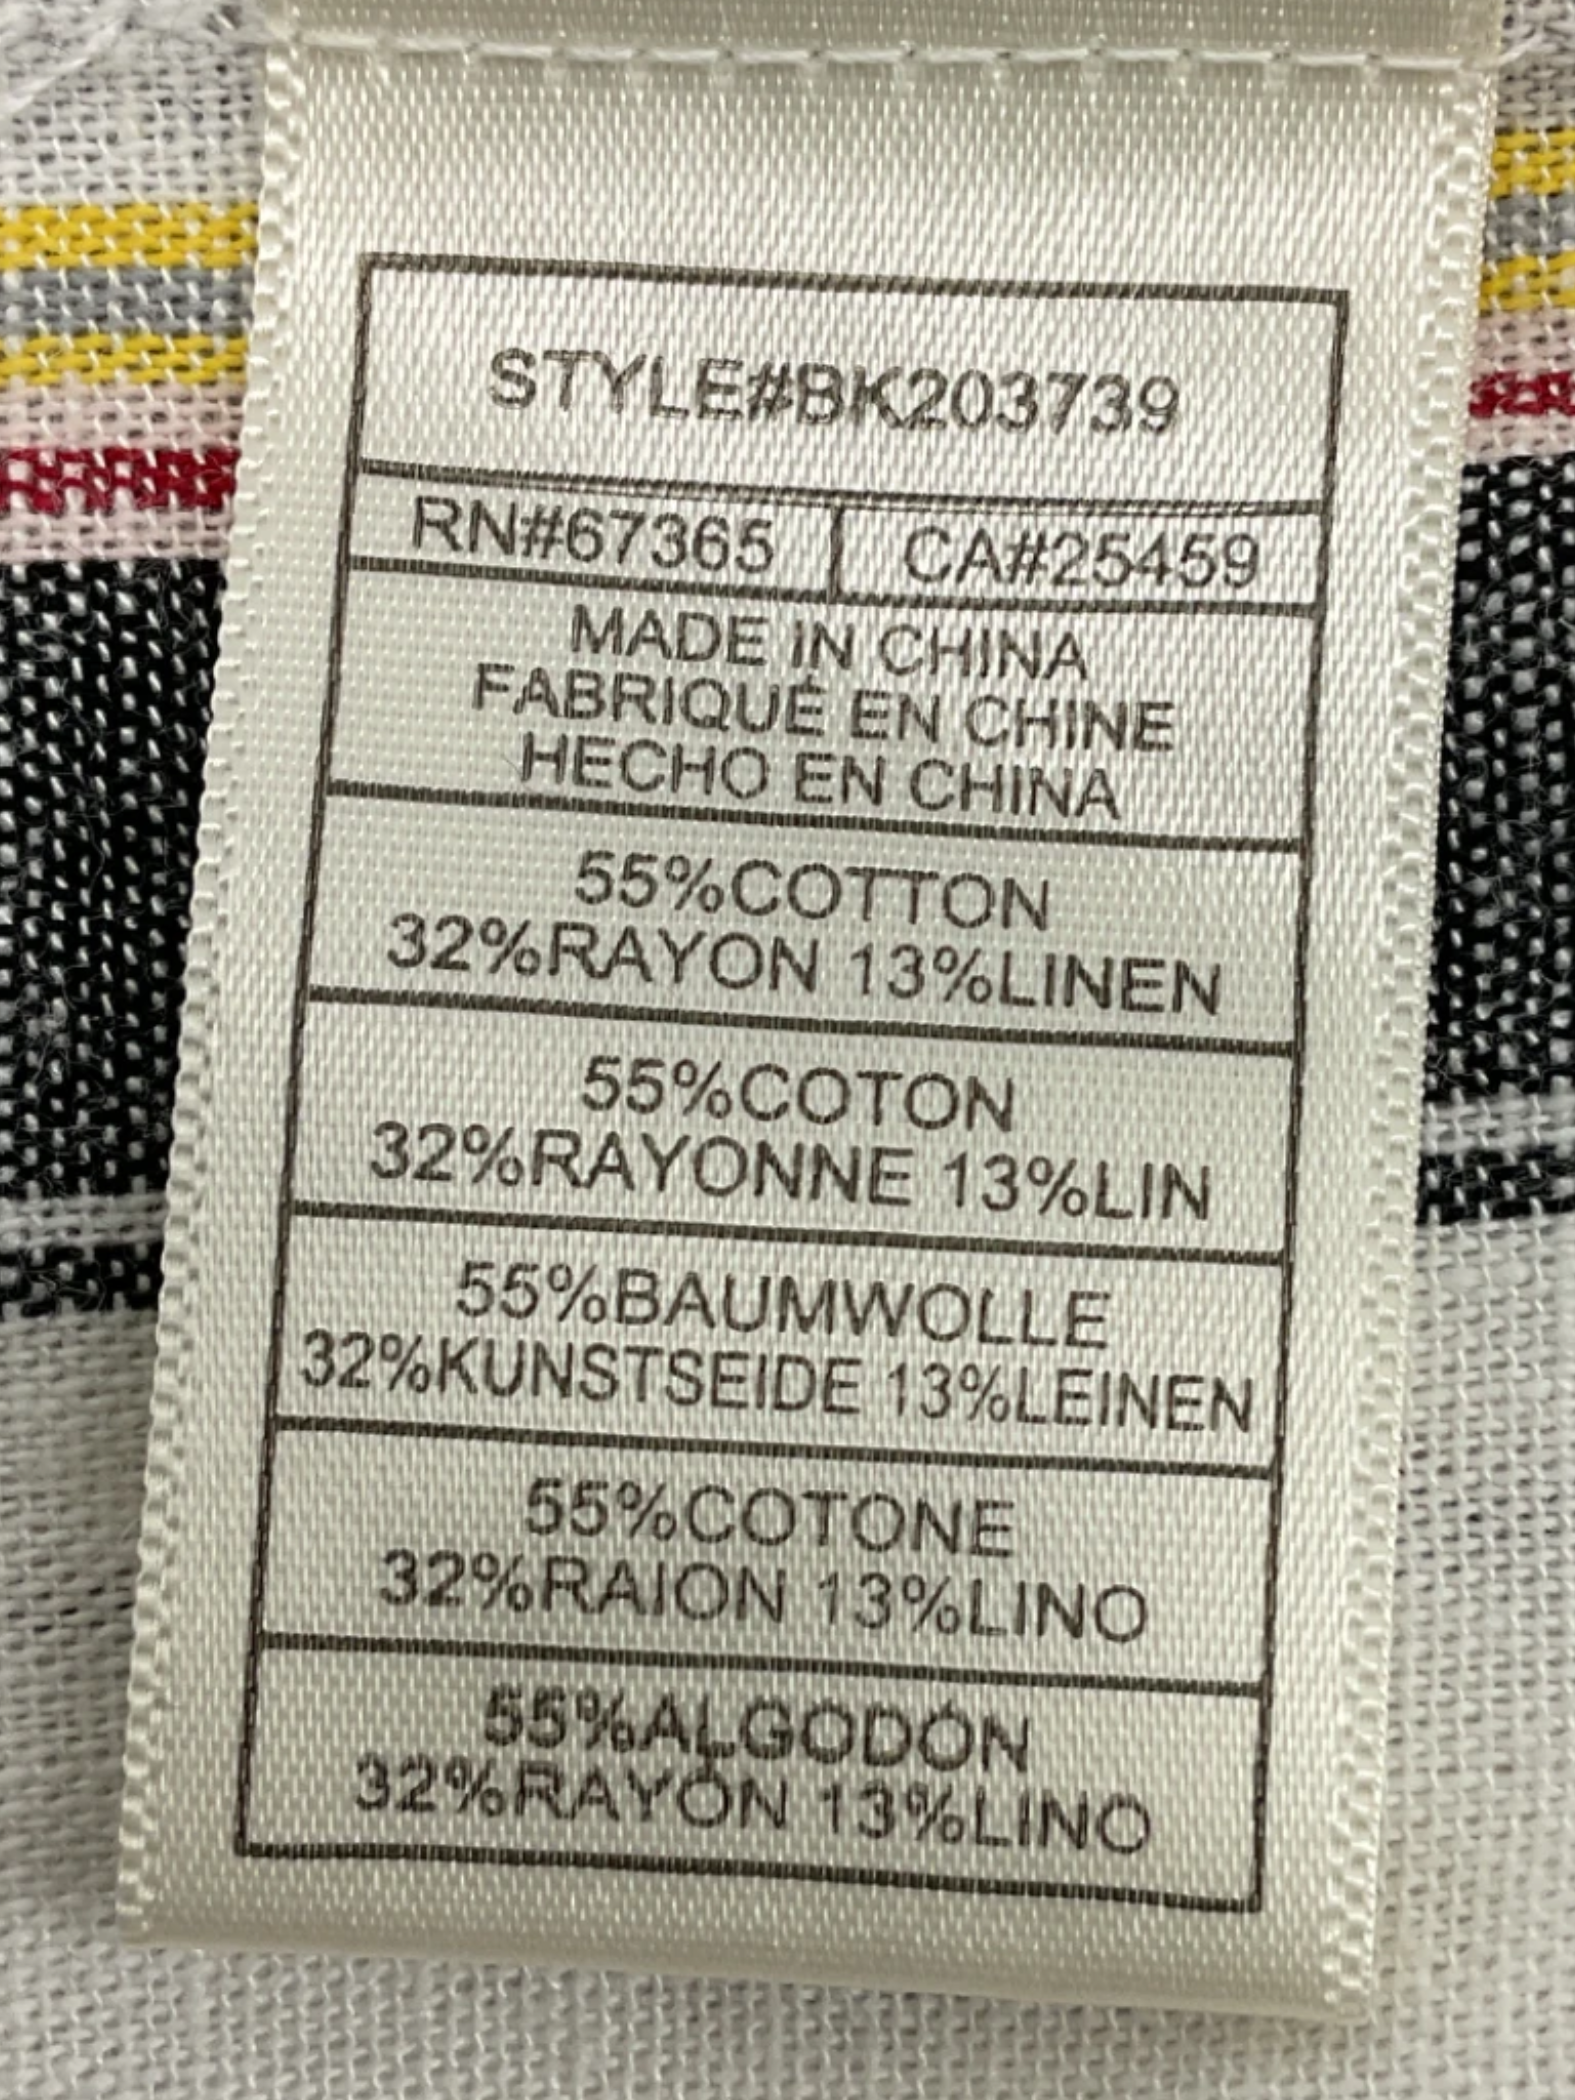 STYLE#BK203739
RN#67365 CA#25459
MADE IN CHINA
FABRIQUÉ EN CHINE
HECHO EN CHINA
55%COTTON
32%RAYON 13%LINEN
55%COTON
32%RAYONNE 13%LIN
55%BAUMWOLLE
32%KUNSTSEIDE 13%LEINEN
55%COTONE
32%RAION 13%LINO
55%ALGODÓN
32%RAYÓN 13%LINO